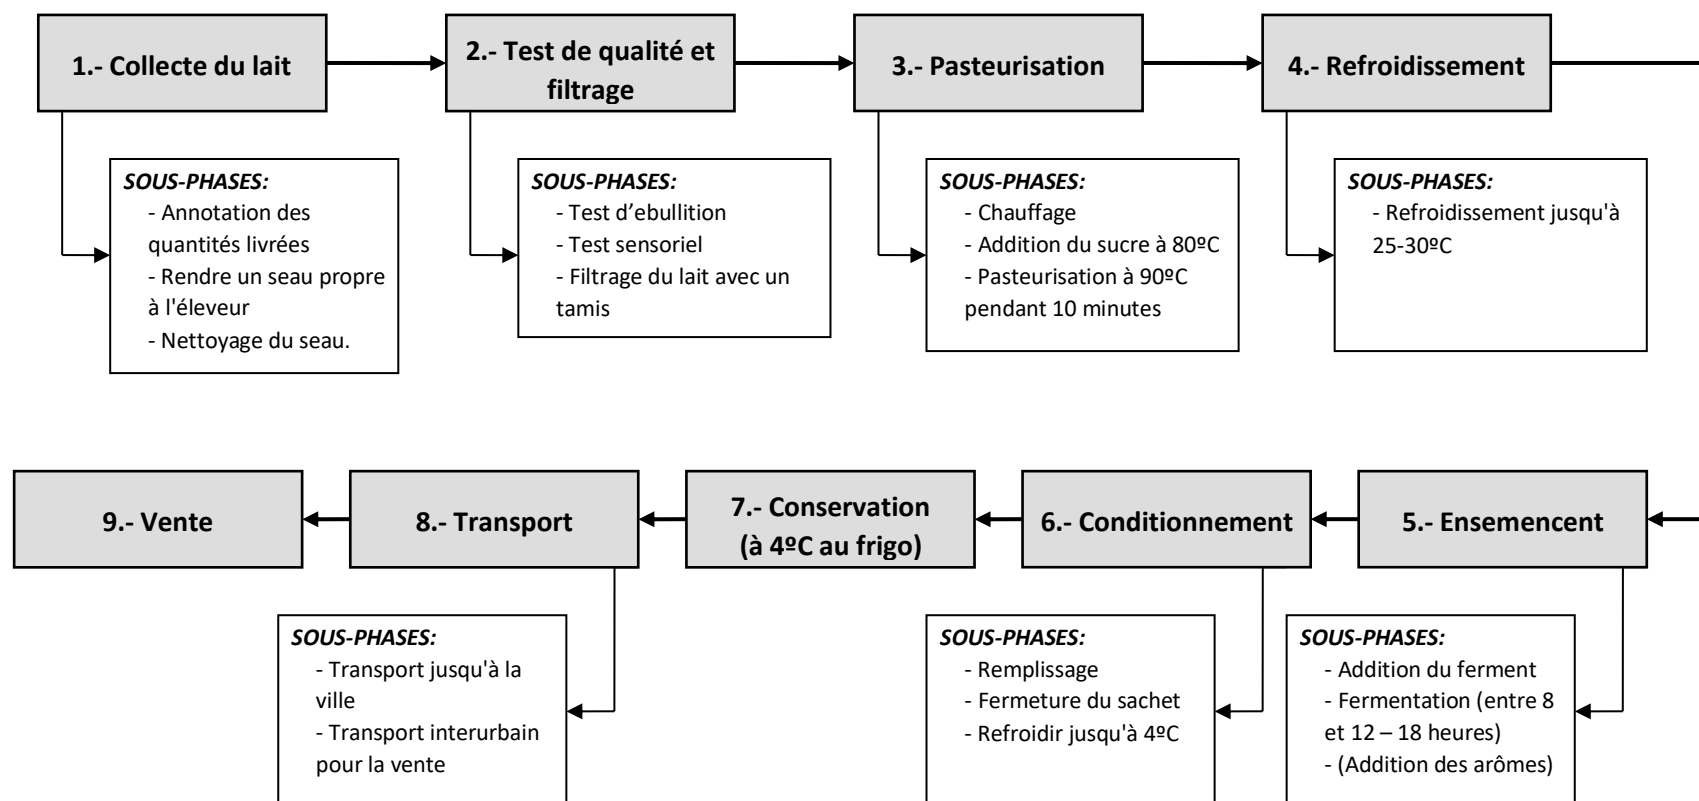 1.- Collecte du lait
2.- Test de qualité et
filtrage
3.- Pasteurisation
4.- Refroidissement
SOUS-PHASES:
- Annotation des
quantités livrées
- Rendre un seau propre
à l'éleveur
- Nettoyage du seau.
SOUS-PHASES:
- Test d’ebullition
- Test sensoriel
- Filtrage du lait avec un
tamis
SOUS-PHASES:
- Chauffage
- Addition du sucre à 80ºC
- Pasteurisation à 90ºC
pendant 10 minutes
SOUS-PHASES:
- Refroidissement jusqu'à
25-30ºC
9.- Vente
8.- Transport
7.- Conservation
(à 4ºC au frigo)
6.- Conditionnement
5.- Ensemencent
SOUS-PHASES:
- Transport jusqu'à la
ville
- Transport interurbain
pour la vente
SOUS-PHASES:
- Remplissage
- Fermeture du sachet
- Refroidir jusqu'à 4ºC
SOUS-PHASES:
- Addition du ferment
- Fermentation (entre 8
et 12 – 18 heures)
- (Addition des arômes)